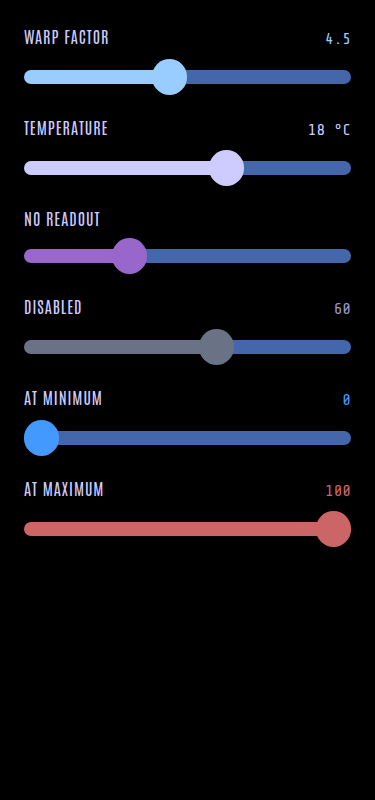 WARP FACTOR 4.5
TEMPERATURE 18 °C
NO READOUT
DISABLED 60
AT MINIMUM 0
AT MAXIMUM 100